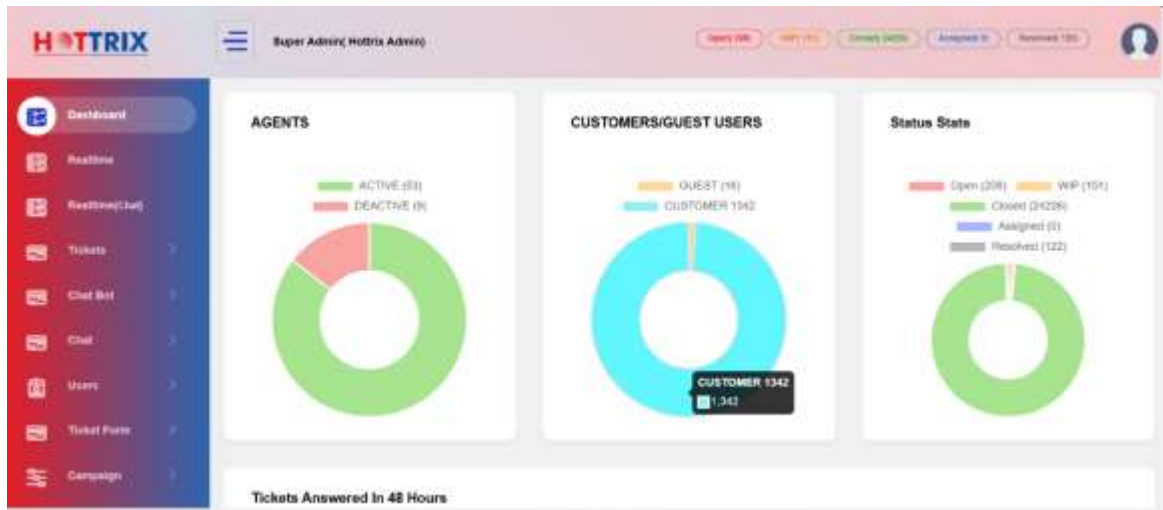 HOTTRIX
Super Admin( Hottrix Admin)
Dashboard
Realtime
Realtime(Chat)
Tickets
Chat Bot
Chat
Users
Ticket Form
Campaign
AGENTS
ACTIVE (53)
DEACTIVE (9)
CUSTOMERS/GUEST USERS
GUEST (16)
CUSTOMER 1342
CUSTOMER 1342
1,342
Status Stats
Open WIP (151)
Closed
Assigned (0)
Resolved (122)
Tickets Answered In 48 Hours